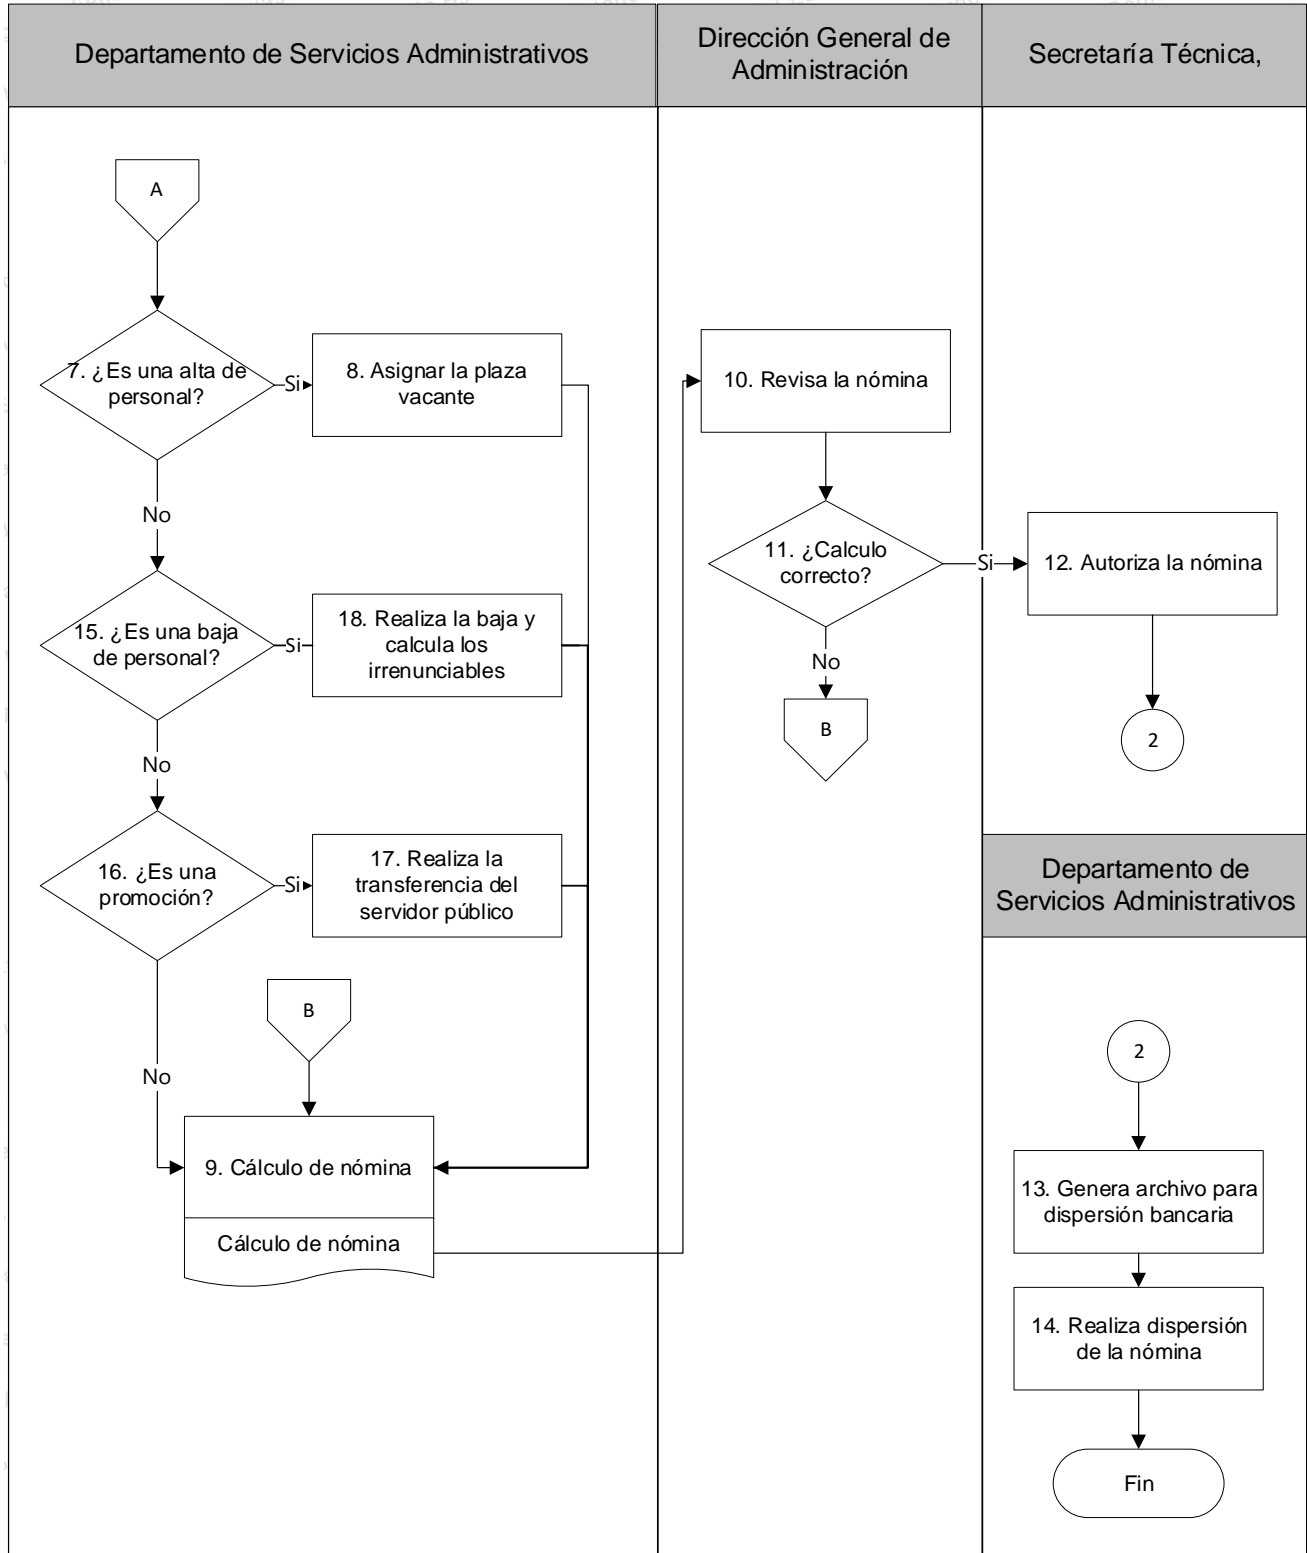 Departamento de Servicios Administrativos
Dirección General de
Administración
Secretaría Técnica,
A
7. ¿Es una alta de
personal?
Si
8. Asignar la plaza
vacante
No
15. ¿Es una baja
de personal?
Si
18. Realiza la baja y
calcula los
irrenunciables
No
16. ¿Es una
promoción?
Si
17. Realiza la
transferencia del
servidor público
No
B
9. Cálculo de nómina
Cálculo de nómina
10. Revisa la nómina
11. ¿Calculo
correcto?
Si
No
B
12. Autoriza la nómina
2
Departamento de
Servicios Administrativos
2
13. Genera archivo para
dispersión bancaria
14. Realiza dispersión
de la nómina
Fin